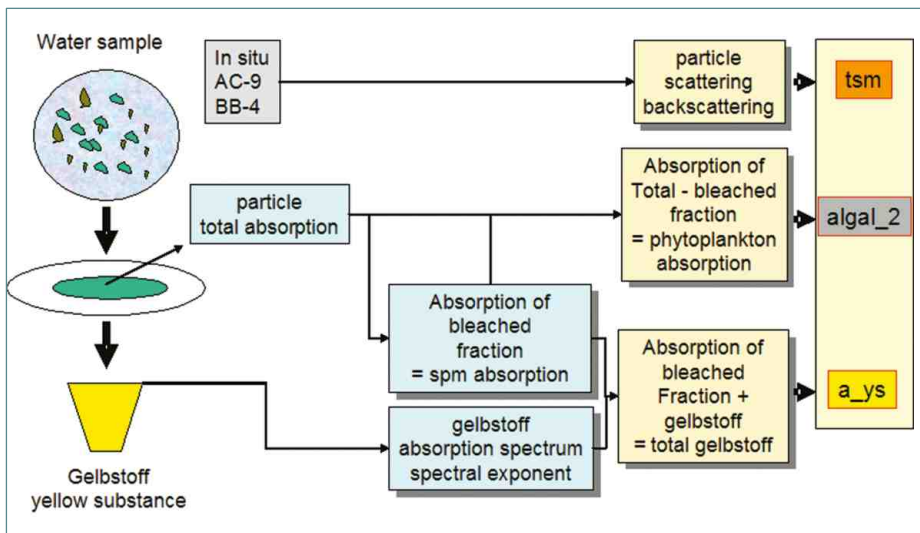 Water sample
In situ
AC-9
BB-4
particle
scattering
backscattering
tsm
particle
total absorption
Absorption of
Total - bleached
fraction
= phytoplankton
absorption
algal_2
Absorption of
bleached
fraction
= spm absorption
Absorption of
bleached
Fraction +
gelbstoff
= total gelbstoff
a_ys
gelbstoff
absorption spectrum
spectral exponent
Gelbstoff
yellow substance